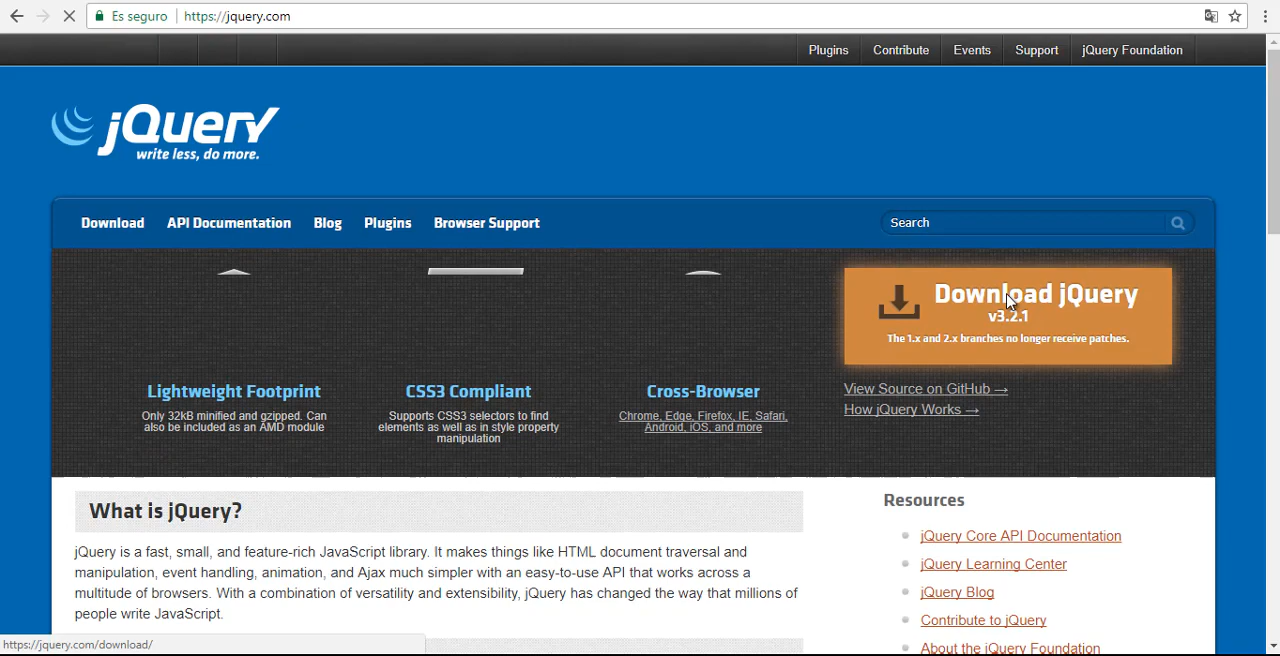 Es seguro https://jquery.com
Plugins Contribute Events Support jQuery Foundation
jQuery
write less, do more.
Download API Documentation Blog Plugins Browser Support Search
Download jQuery
v3.2.1
The 1.x and 2.x branches no longer receive patches.
View Source on GitHub →
How jQuery Works →
Lightweight Footprint
Only 32kB minified and gzipped. Can
also be included as an AMD module
CSS3 Compliant
Supports CSS3 selectors to find
elements as well as in style property
manipulation
Cross-Browser
Chrome, Edge, Firefox, IE, Safari,
Android, iOS, and more
What is jQuery?
jQuery is a fast, small, and feature-rich JavaScript library. It makes things like HTML document traversal and
manipulation, event handling, animation, and Ajax much simpler with an easy-to-use API that works across a
multitude of browsers. With a combination of versatility and extensibility, jQuery has changed the way that millions of
people write JavaScript.
Resources
jQuery Core API Documentation
jQuery Learning Center
jQuery Blog
Contribute to jQuery
About the jQuery Foundation
https://jquery.com/download/